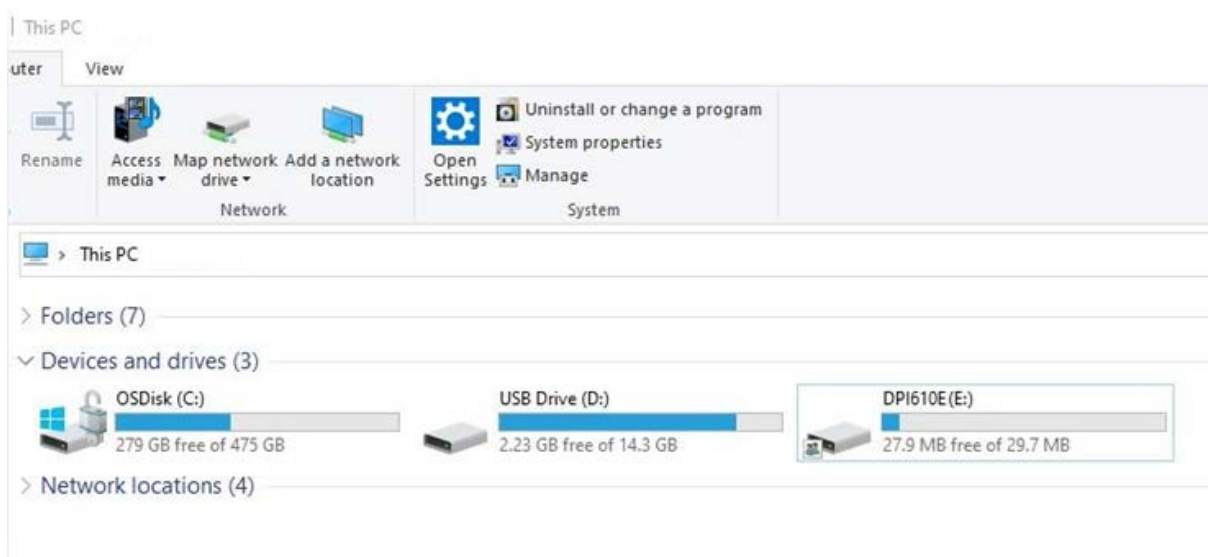 This PC
uter View
Rename
Access media
Map network drive
Add a network location
Open Settings
Uninstall or change a program
System properties
Manage
Network
System
> This PC
Folders (7)
Devices and drives (3)
OSDisk (C:)
279 GB free of 475 GB
USB Drive (D:)
2.23 GB free of 14.3 GB
DPI610E(E:)
27.9 MB free of 29.7 MB
Network locations (4)